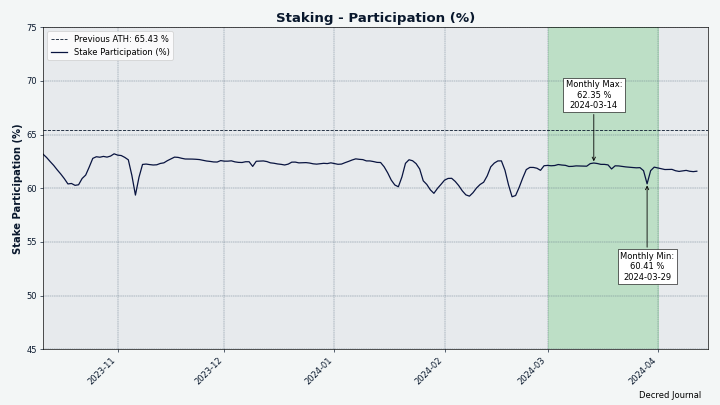 Staking - Participation (%)
Previous ATH: 65.43 %
Stake Participation (%)
Stake Participation (%)
75
70
65
60
55
50
45
Monthly Max:
62.35 %
2024-03-14
Monthly Min:
60.41 %
2024-03-29
2023-11
2023-12
2024-01
2024-02
2024-03
2024-04
Decred Journal